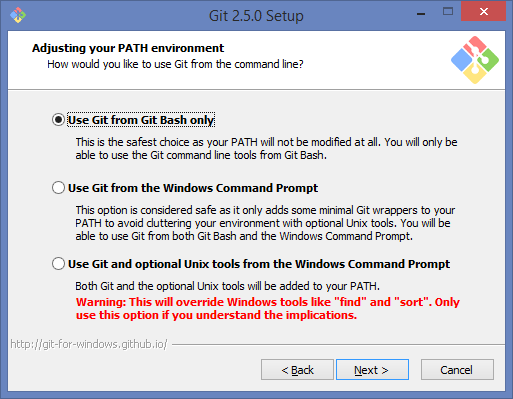 Git 2.5.0 Setup
Adjusting your PATH environment
How would you like to use Git from the command line?
Use Git from Git Bash only
This is the safest choice as your PATH will not be modified at all. You will only be
able to use the Git command line tools from Git Bash.
Use Git from the Windows Command Prompt
This option is considered safe as it only adds some minimal Git wrappers to your
PATH to avoid cluttering your environment with optional Unix tools. You will be
able to use Git from both Git Bash and the Windows Command Prompt.
Use Git and optional Unix tools from the Windows Command Prompt
Both Git and the optional Unix tools will be added to your PATH.
Warning: This will override Windows tools like "find" and "sort". Only
use this option if you understand the implications.
http://git-for-windows.github.io/
< Back Next > Cancel